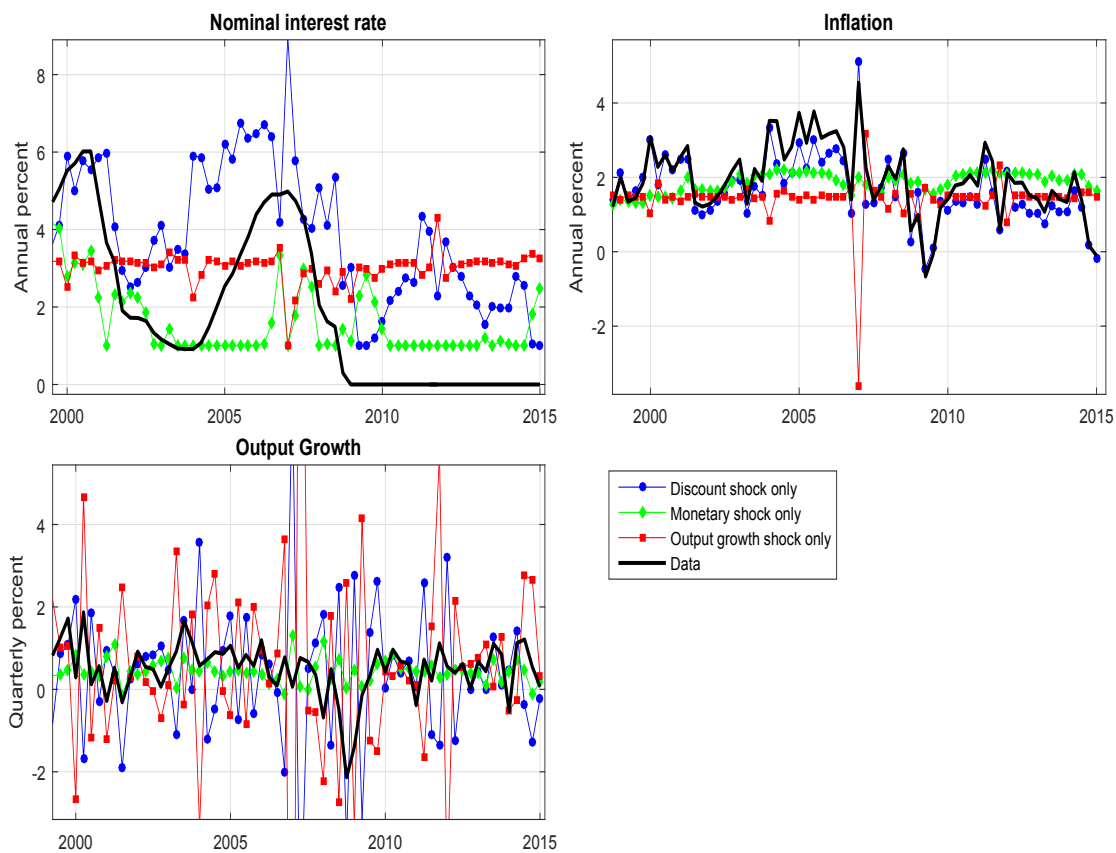 Nominal interest rate
Annual percent
8
6
4
2
0
2000
2005
2010
2015
Inflation
Annual percent
4
2
0
-2
2000
2005
2010
2015
Output Growth
Quarterly percent
4
2
0
-2
2000
2005
2010
2015
Discount shock only
Monetary shock only
Output growth shock only
Data